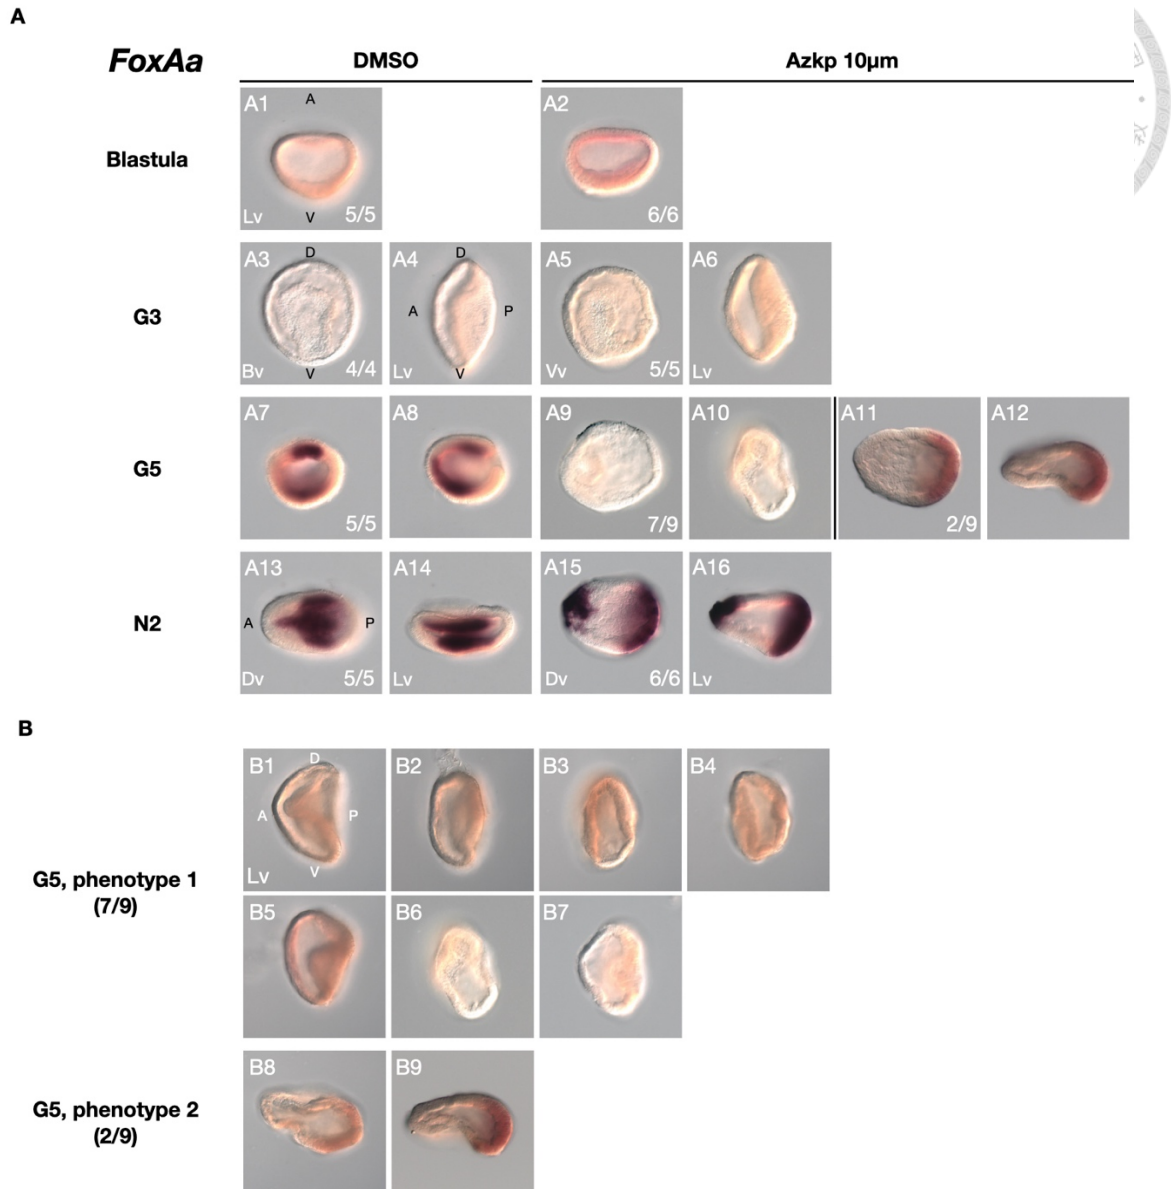 A
FoxAa
DMSO
Azkp 10μm
Blastula
A1
A
Lv
V
5/5
A2
6/6
G3
A3
D
Bv
V
4/4
A4
D
A
P
Lv
V
A5
Vv
5/5
A6
Lv
G5
A7
5/5
A8
A9
7/9
A10
A11
2/9
A12
N2
A13
A
P
Dv
5/5
A14
Lv
A15
Dv
6/6
A16
Lv
B
G5, phenotype 1
(7/9)
B1
D
A
P
V
Lv
B2
B3
B4
B5
B6
B7
G5, phenotype 2
(2/9)
B8
B9